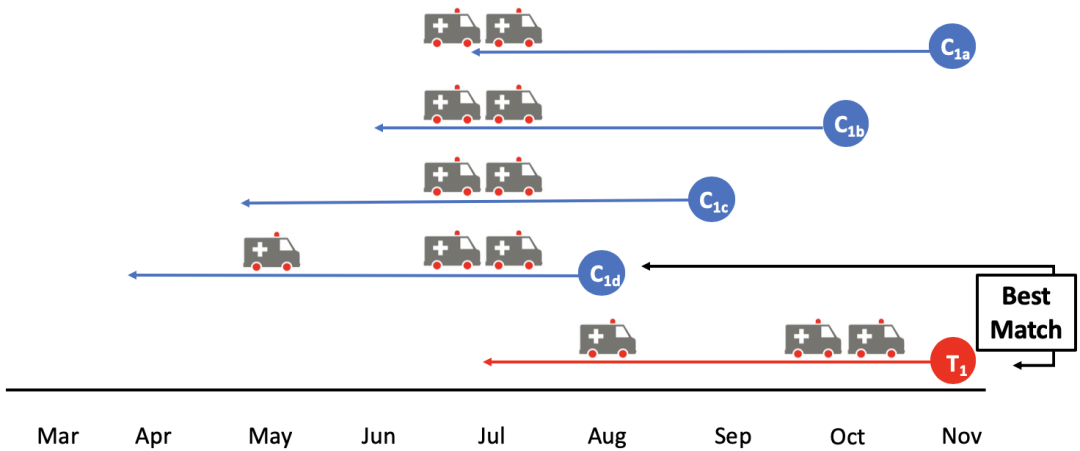 C1a
C1b
C1c
C1d
Best
Match
T1
Mar Apr May Jun Jul Aug Sep Oct Nov